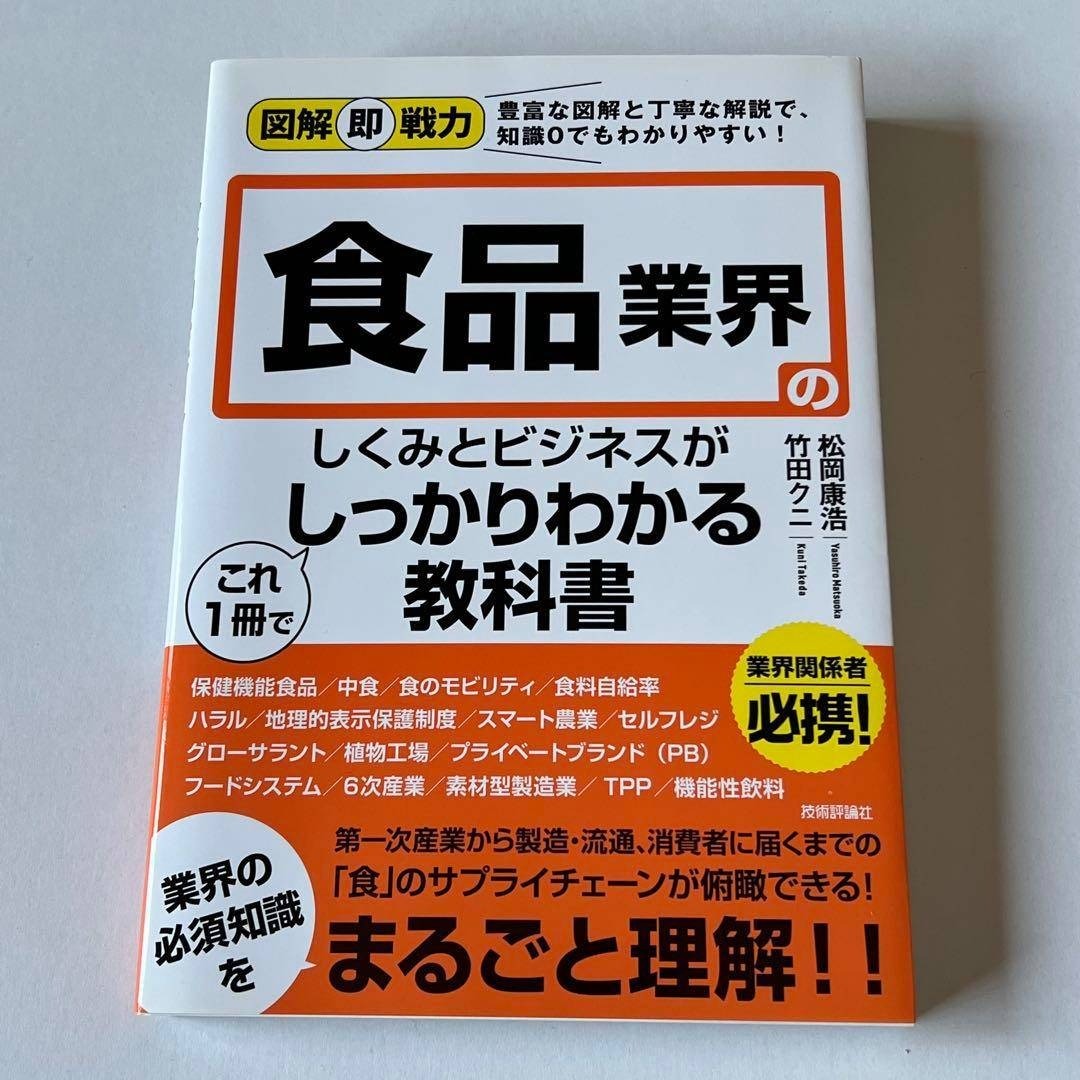 図解即戦力
豊富な図解と丁寧な解説で、
知識0でもわかりやすい！
食品業界の
しくみとビジネスが
しっかりわかる
教科書
これ
1冊で
松岡康浩
Yasuhiro Matsuoka
竹田クニ
Kuni Takeda
業界関係者
必携！
保健機能食品／中食／食のモビリティ／食料自給率
ハラル／地理的表示保護制度／スマート農業／セルフレジ
グローサラント／植物工場／プライベートブランド（PB）
フードシステム／6次産業／素材型製造業／TPP／機能性飲料
技術評論社
業界の
必須知識
を
第一次産業から製造・流通、消費者に届くまでの
「食」のサプライチェーンが俯瞰できる！
まるごと理解！！